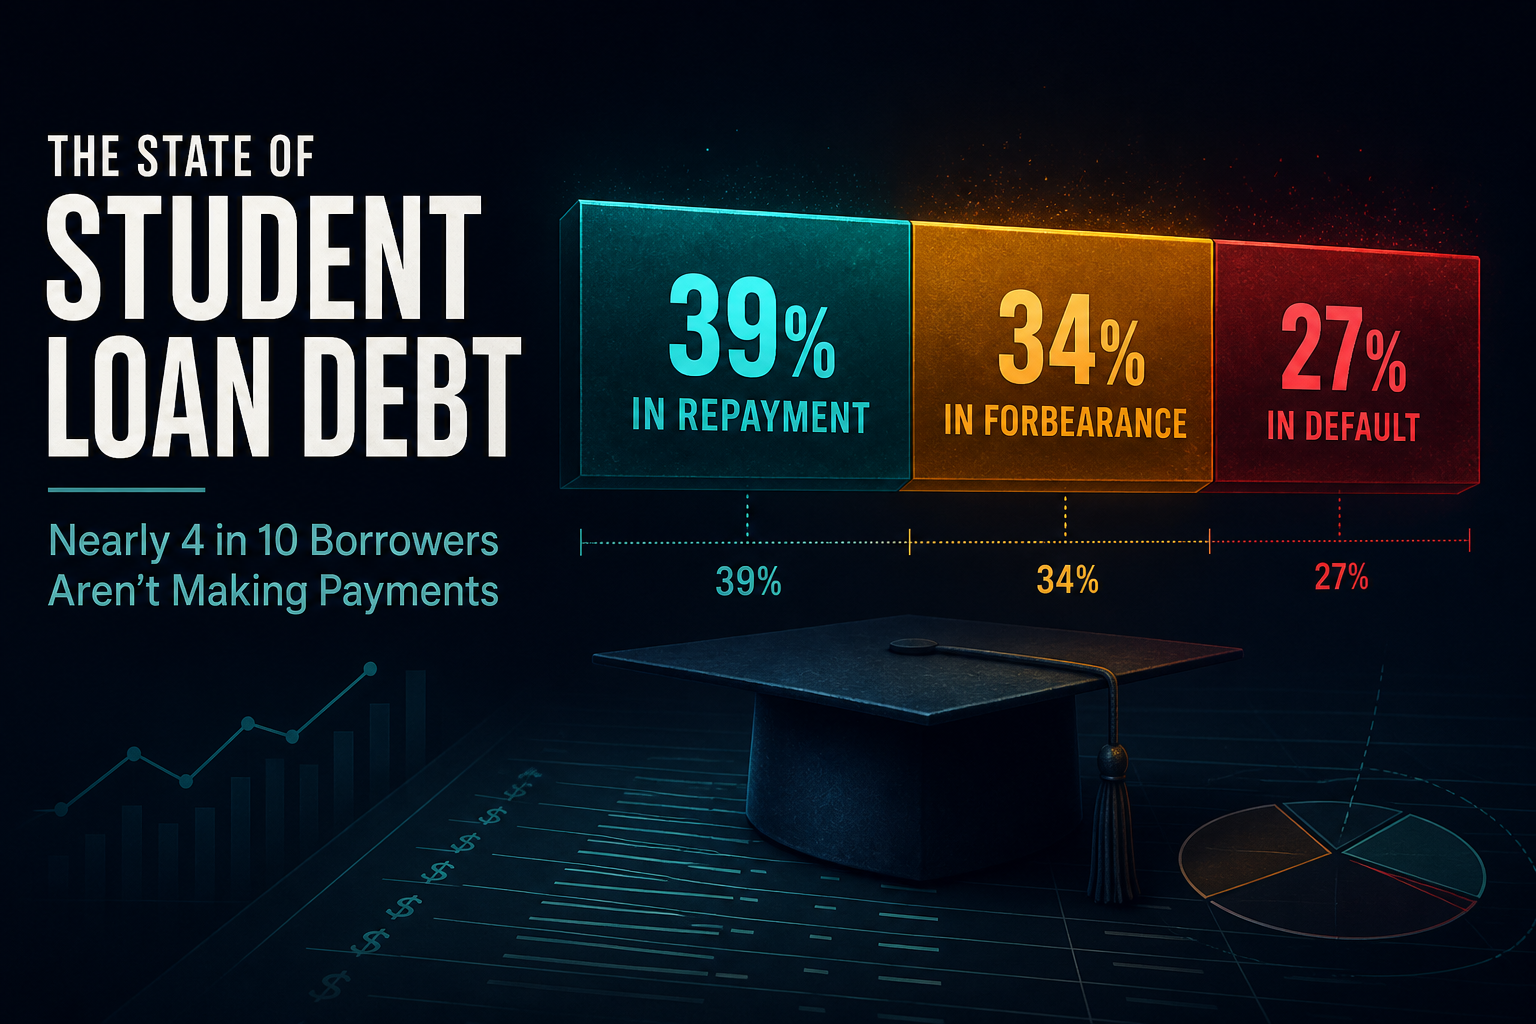 THE STATE OF
STUDENT
LOAN DEBT
Nearly 4 in 10 Borrowers
Aren’t Making Payments
39%
IN REPAYMENT
34%
IN FORBEARANCE
27%
IN DEFAULT
39%
34%
27%
$
$
$
$
$
$
$